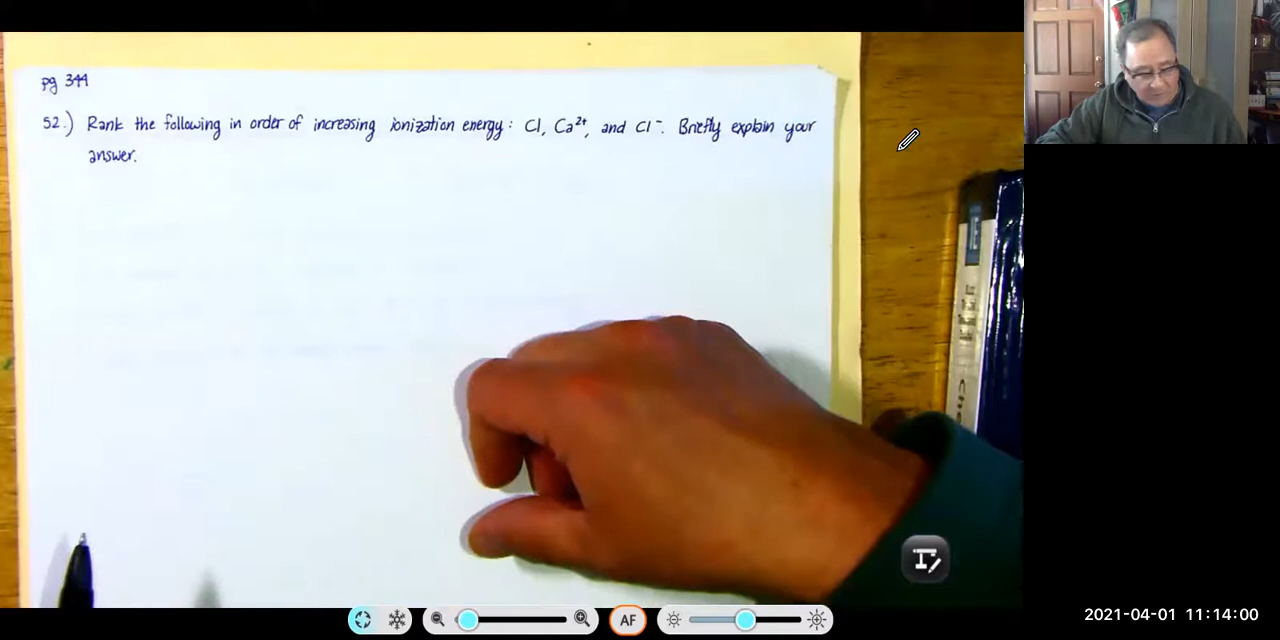 pg 344
52.) Rank the following in order of increasing ionization energy: Cl, Ca²⁺, and Cl⁻. Briefly explain your
answer.
AF
2021-04-01 11:14:00